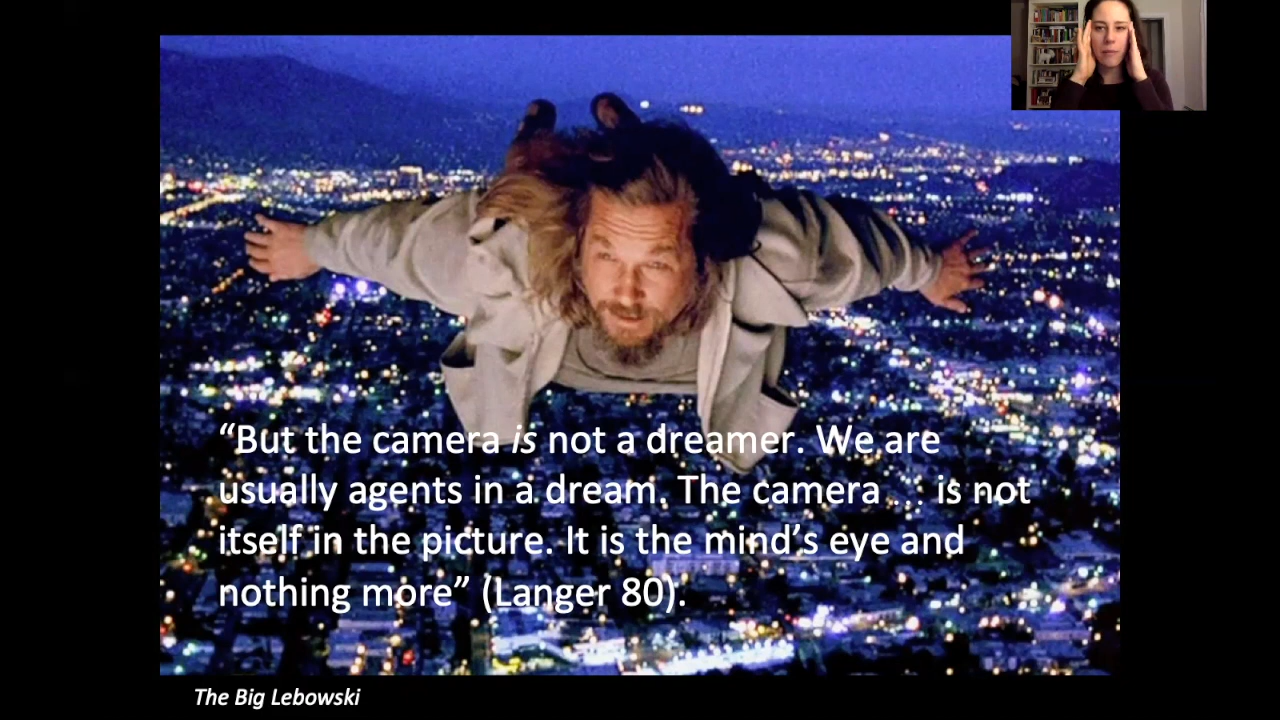 “But the camera is not a dreamer. We are
usually agents in a dream. The camera … is not
itself in the picture. It is the mind’s eye and
nothing more” (Langer 80).
The Big Lebowski